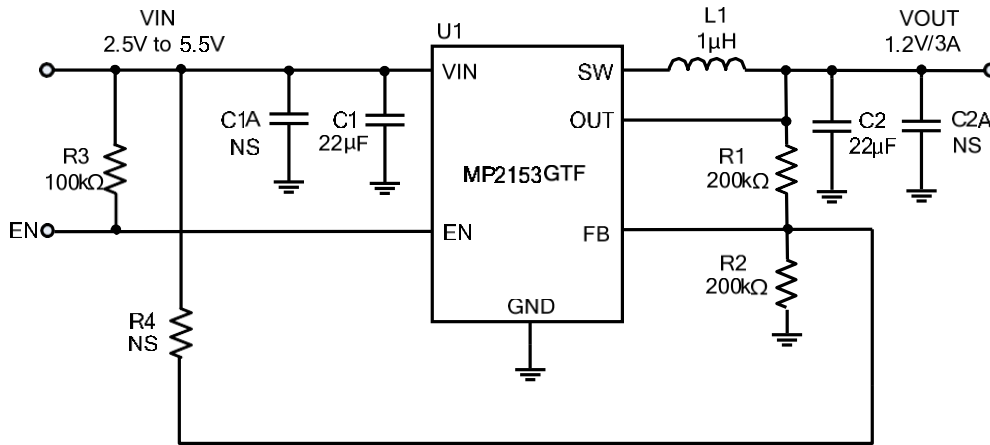 VIN
2.5V to 5.5V
U1
L1
1μH
VOUT
1.2V/3A
VIN
SW
C1A
NS
C1
22μF
OUT
C2
22μF
C2A
NS
R3
100kΩ
MP2153GTF
R1
200kΩ
EN
EN
FB
R2
200kΩ
GND
R4
NS